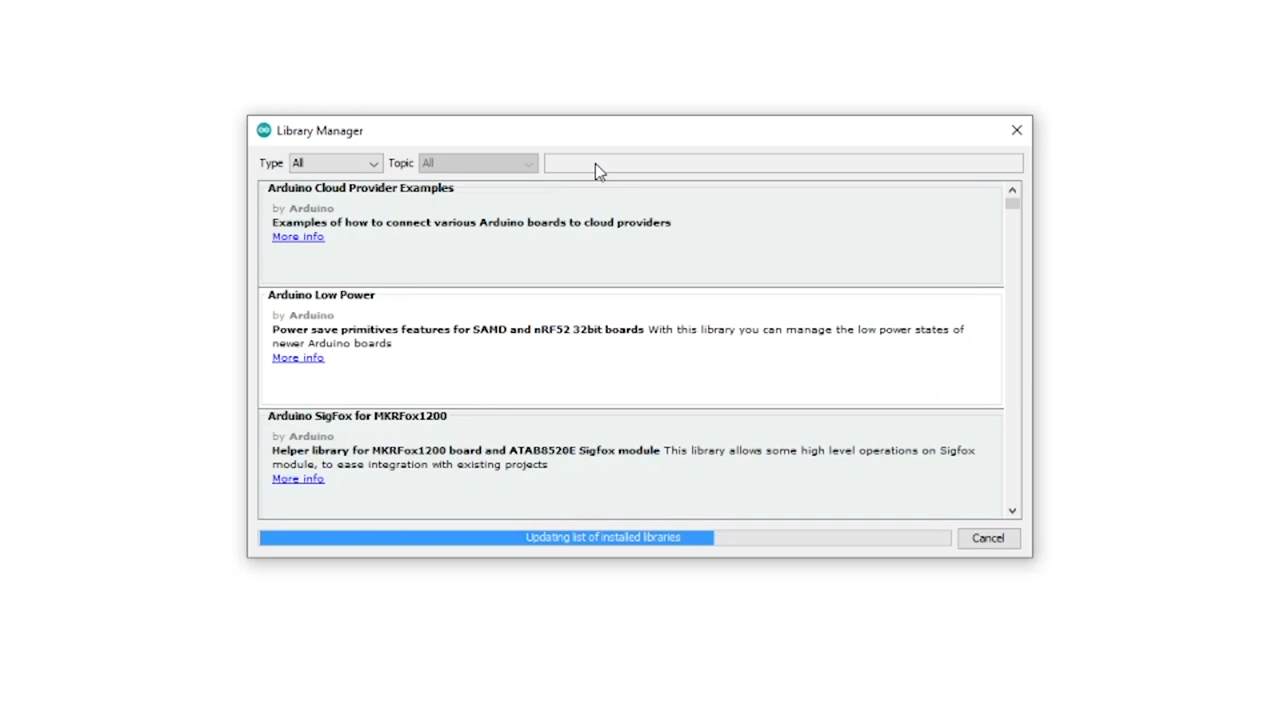 Library Manager
Type All Topic All
Arduino Cloud Provider Examples
by Arduino
Examples of how to connect various Arduino boards to cloud providers
More info
Arduino Low Power
by Arduino
Power save primitives features for SAMD and nRF52 32bit boards With this library you can manage the low power states of
newer Arduino boards
More info
Arduino SigFox for MKRFox1200
by Arduino
Helper library for MKRFox1200 board and ATAB8520E Sigfox module This library allows some high level operations on Sigfox
module, to ease integration with existing projects
More info
Updating list of installed libraries Cancel